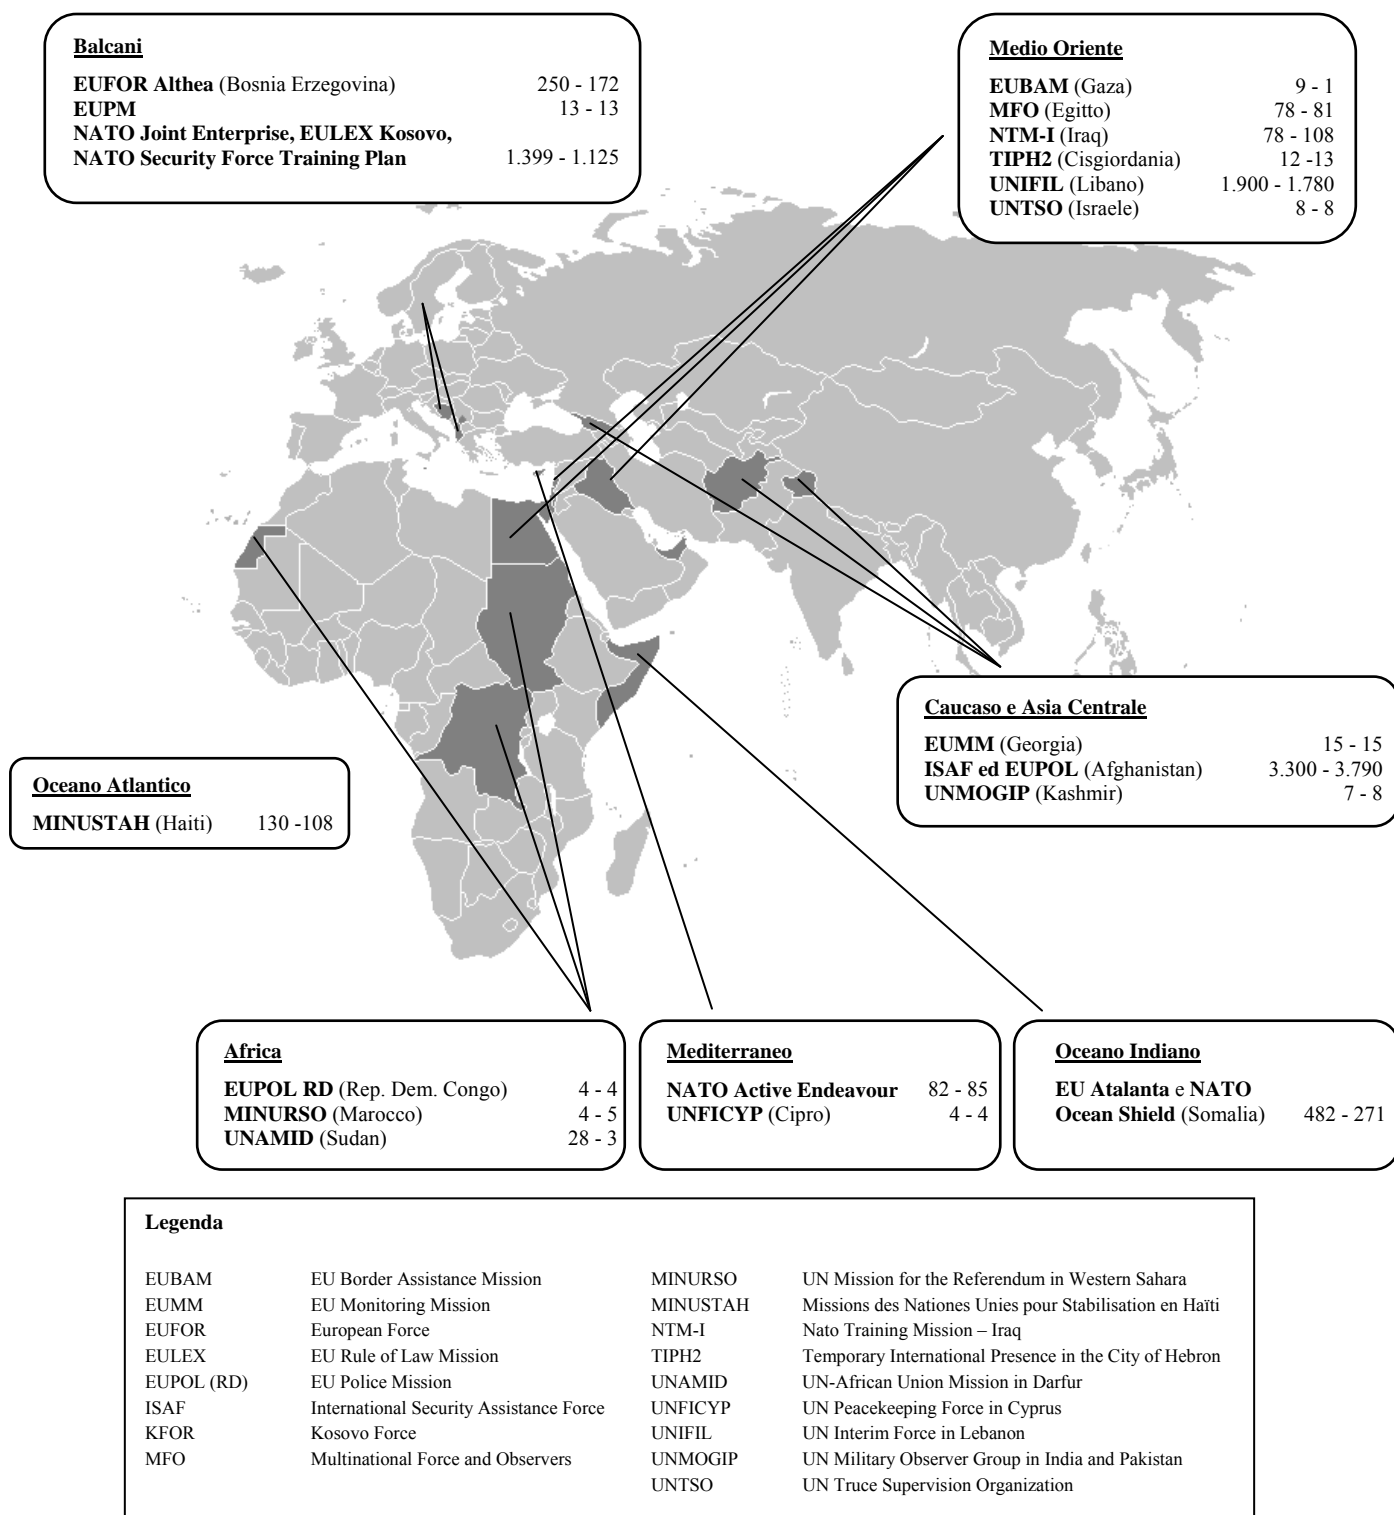 Balcani
EUFOR Althea (Bosnia Erzegovina) 250 - 172
EUPM 13 - 13
NATO Joint Enterprise, EULEX Kosovo,
NATO Security Force Training Plan 1.399 - 1.125
Medio Oriente
EUBAM (Gaza) 9 - 1
MFO (Egitto) 78 - 81
NTM-I (Iraq) 78 - 108
TIPH2 (Cisgiordania) 12 -13
UNIFIL (Libano) 1.900 - 1.780
UNTSO (Israele) 8 - 8
Caucaso e Asia Centrale
EUMM (Georgia) 15 - 15
ISAF ed EUPOL (Afghanistan) 3.300 - 3.790
UNMOGIP (Kashmir) 7 - 8
Oceano Atlantico
MINUSTAH (Haiti) 130 -108
Africa
EUPOL RD (Rep. Dem. Congo) 4 - 4
MINURSO (Marocco) 4 - 5
UNAMID (Sudan) 28 - 3
Mediterraneo
NATO Active Endeavour 82 - 85
UNFICYP (Cipro) 4 - 4
Oceano Indiano
EU Atalanta e NATO
Ocean Shield (Somalia) 482 - 271
Legenda
EUBAM EU Border Assistance Mission
EUMM EU Monitoring Mission
EUFOR European Force
EULEX EU Rule of Law Mission
EUPOL (RD) EU Police Mission
ISAF International Security Assistance Force
KFOR Kosovo Force
MFO Multinational Force and Observers
MINURSO UN Mission for the Referendum in Western Sahara
MINUSTAH Missions des Nationes Unies pour Stabilisation en Haïti
NTM-I Nato Training Mission – Iraq
TIPH2 Temporary International Presence in the City of Hebron
UNAMID UN-African Union Mission in Darfur
UNFICYP UN Peacekeeping Force in Cyprus
UNIFIL UN Interim Force in Lebanon
UNMOGIP UN Military Observer Group in India and Pakistan
UNTSO UN Truce Supervision Organization